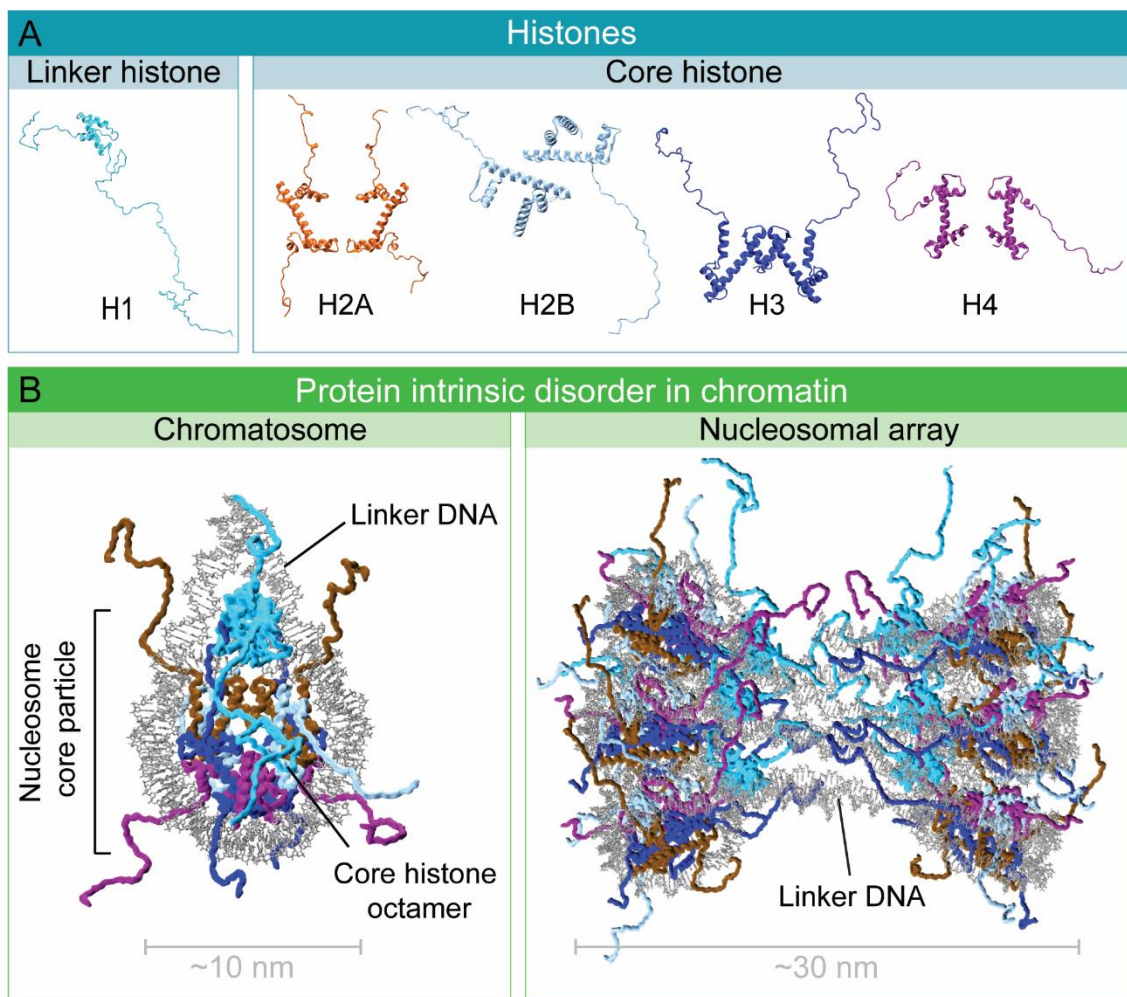 A
Histones
Linker histone
Core histone
H1
H2A
H2B
H3
H4
B
Protein intrinsic disorder in chromatin
Chromatosome
Nucleosomal array
Linker DNA
Nucleosome
core particle
Core histone
octamer
~10 nm
Linker DNA
~30 nm